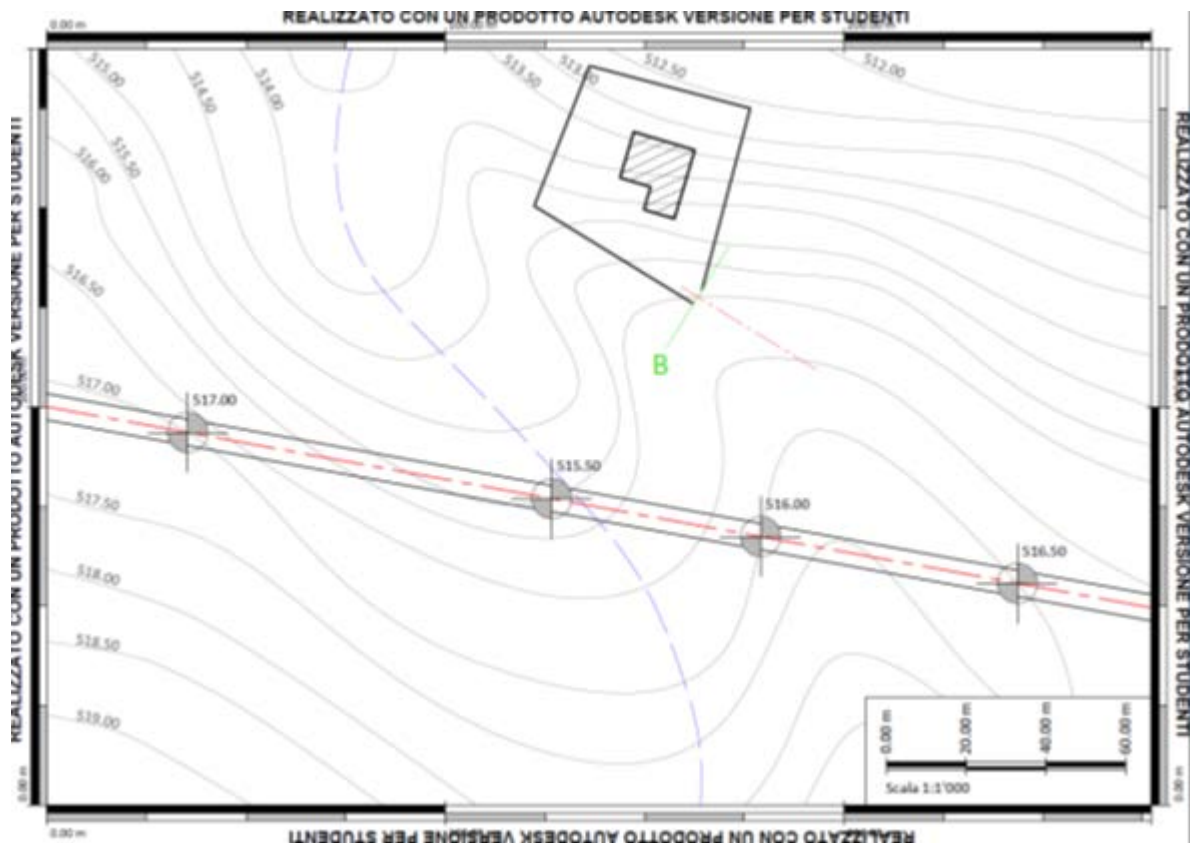 REALIZZATO CON UN PRODOTTO AUTODESK VERSIONE PER STUDENTI
0.00 m
515.00
514.50
514.00
513.50
512.50
512.00
515.50
516.00
516.50
517.00
517.50
518.00
518.50
519.00
B
517.00
515.50
516.00
516.50
0.00 m
20.00 m
40.00 m
60.00 m
Scala 1:1'000
REALIZZATO CON UN PRODOTTO AUTODESK VERSIONE PER STUDENTI
REALIZZATO CON UN PRODOTTO AUTODESK VERSIONE PER STUDENTI
0.00 m
0.00 m
0.00 m
REALIZZATO CON UN PRODOTTO AUTODESK VERSIONE PER STUDENTI